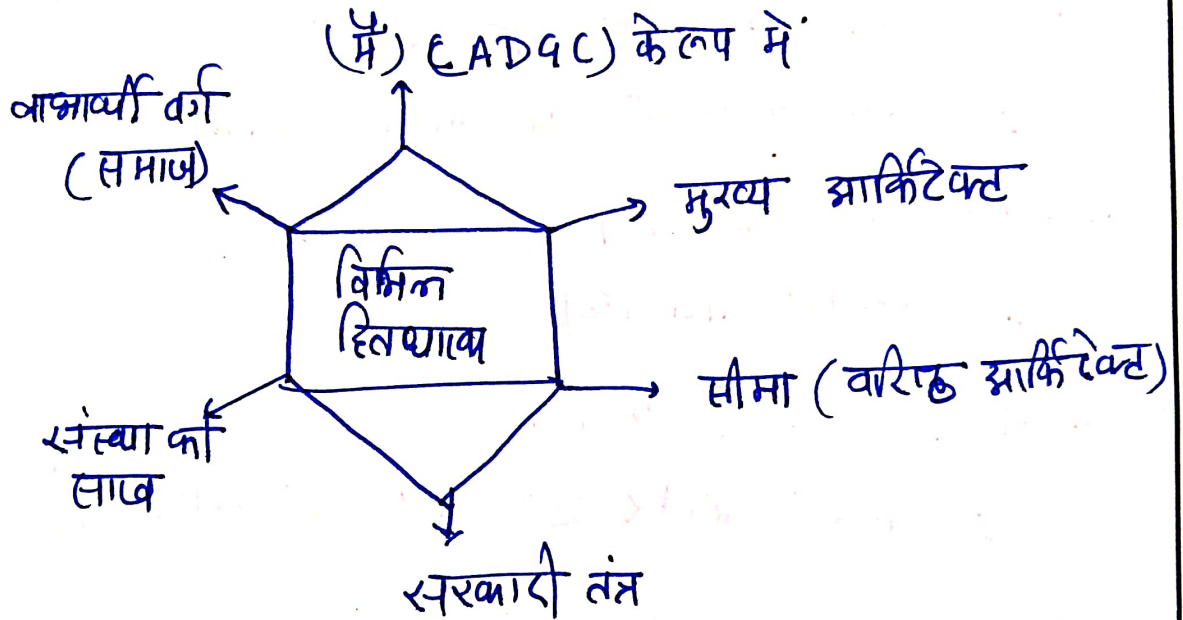 (मैं) (ADGC) के रूप में
लाभार्थी वर्ग
(समाज)
मुख्य आर्किटेक्ट
विभिन्न
हितधारक
सीमा (वरिष्ठ आर्किटेक्ट)
संस्था की
साख
सरकारी तंत्र